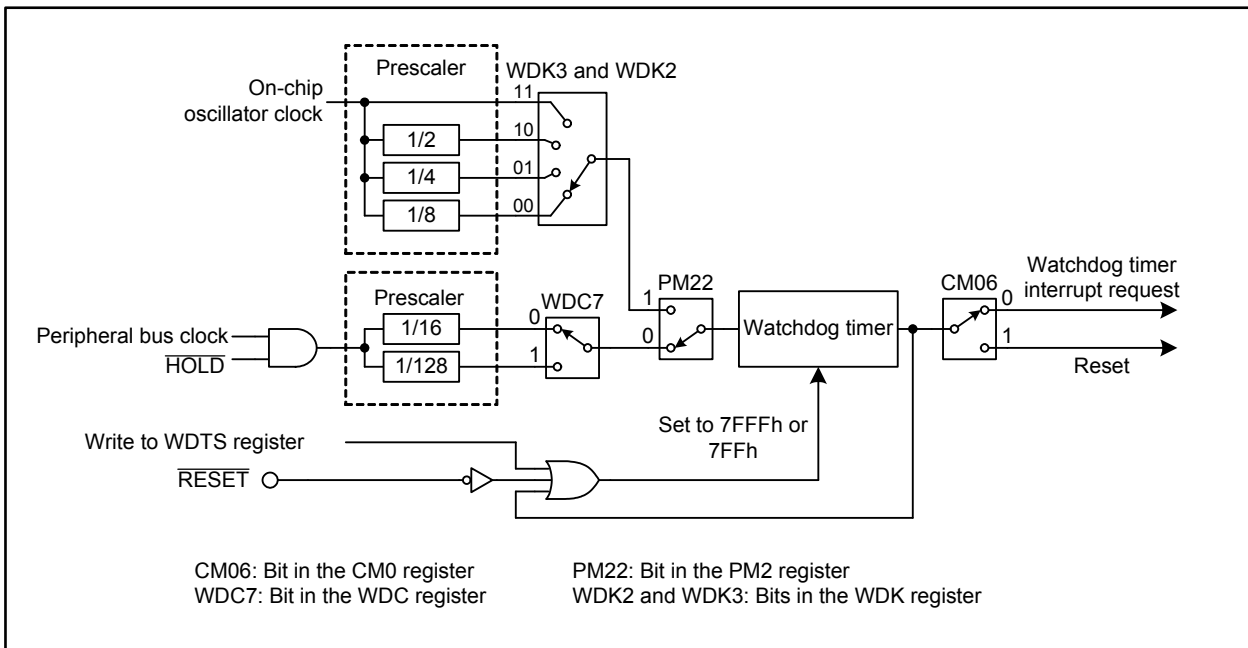 Prescaler
WDK3 and WDK2
On-chip
oscillator clock
11
1/2
10
1/4
01
1/8
00
Prescaler
Peripheral bus clock
HOLD
1/16
1/128
WDC7
0
1
PM22
1
0
Watchdog timer
CM06
0
1
Watchdog timer
interrupt request
Reset
Set to 7FFFh or
7FFh
Write to WDTS register
RESET
CM06: Bit in the CM0 register
WDC7: Bit in the WDC register
PM22: Bit in the PM2 register
WDK2 and WDK3: Bits in the WDK register